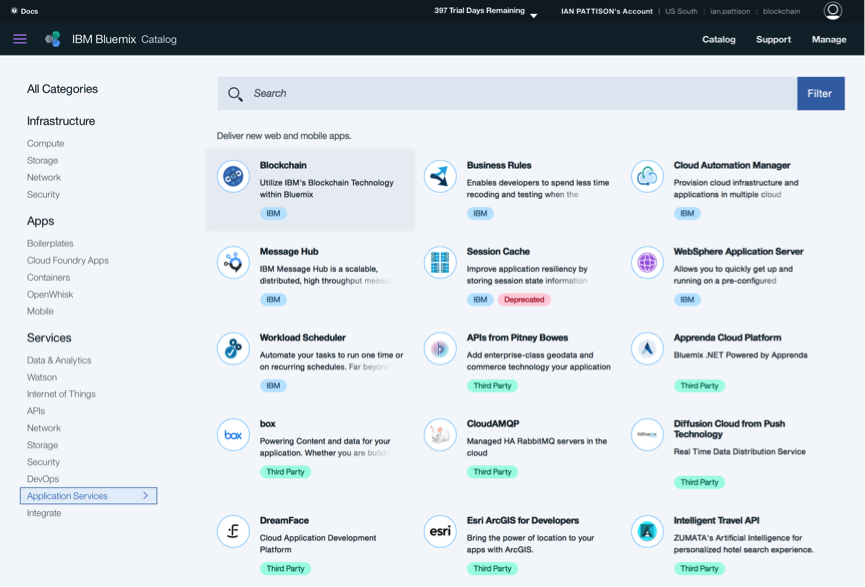 Docs
397 Trial Days Remaining
IAN PATTISON's Account | US South : ian.pattison : blockchain
IBM Bluemix Catalog
Catalog
Support
Manage
All Categories
Infrastructure
Compute
Storage
Network
Security
Apps
Boilerplates
Cloud Foundry Apps
Containers
OpenWhisk
Mobile
Services
Data & Analytics
Watson
Internet of Things
APIs
Network
Storage
Security
DevOps
Application Services
Integrate
Search
Filter
Deliver new web and mobile apps.
Blockchain
Utilize IBM's Blockchain Technology
within Bluemix
IBM
Business Rules
Enables developers to spend less time
recoding and testing when the
IBM
Cloud Automation Manager
Provision cloud infrastructure and
applications in multiple cloud
IBM
Message Hub
IBM Message Hub is a scalable,
distributed, high throughput
IBM
Session Cache
Improve application resiliency by
storing session state information
IBM
Deprecated
WebSphere Application Server
Allows you to quickly get up and
running on a pre-configured
IBM
Workload Scheduler
Automate your tasks to run one time or
on recurring schedules. Far beyond
IBM
APIs from Pitney Bowes
Add enterprise-class geodata and
commerce technology your application
Third Party
Apprenda Cloud Platform
Bluemix .NET Powered by Apprenda
Third Party
box
box
Powering Content and data for your
application. Whether you are
Third Party
CloudAMQP
Managed HA RabbitMQ servers in the
cloud
Third Party
Diffusion Cloud from Push
Technology
Real Time Data Distribution Service
Third Party
DreamFace
Cloud Application Development
Platform
Third Party
esri
Esri ArcGIS for Developers
Bring the power of location to your
apps with ArcGIS.
Third Party
Intelligent Travel API
ZUMATA's Artificial Intelligence for
personalized hotel search experience.
Third Party